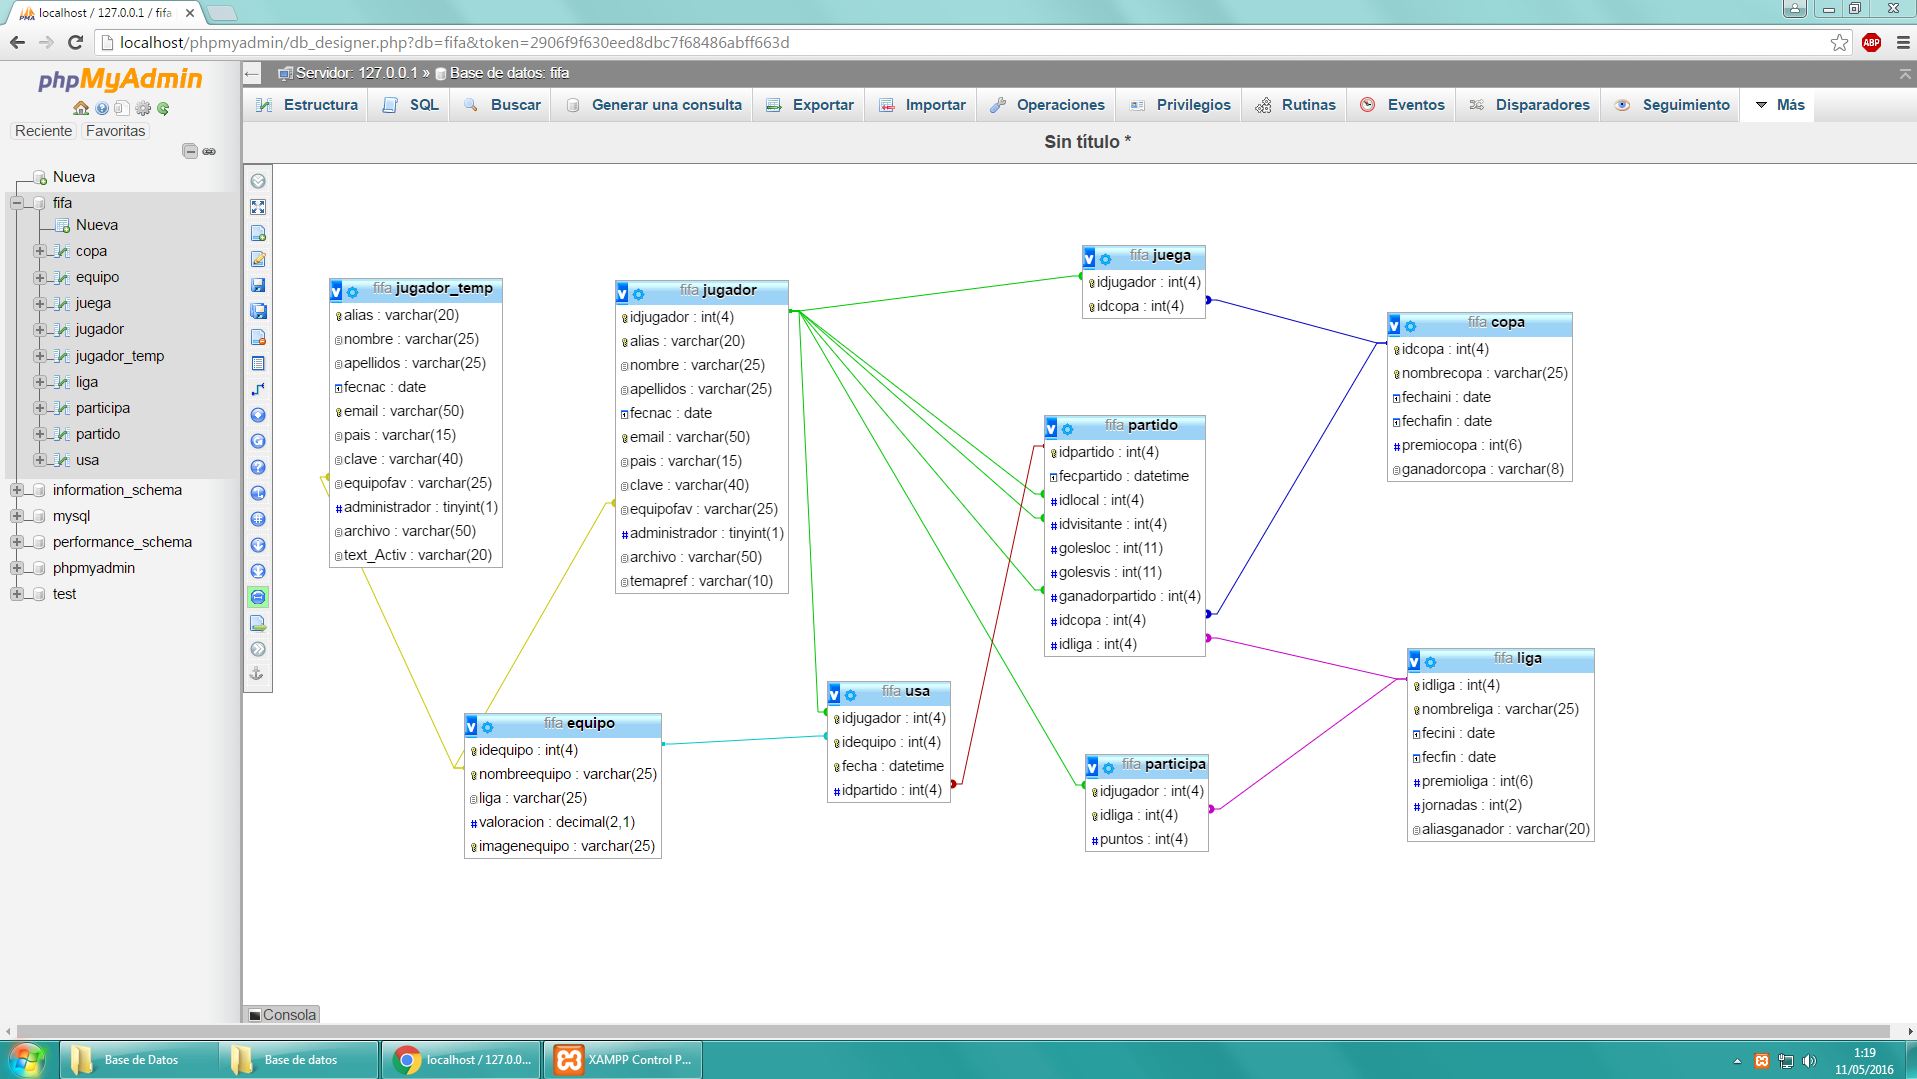 localhost / 127.0.0.1 / fifa
localhost/phpmyadmin/db_designer.php?db=fifa&token=2906f9f630eed8dbc7f68486abff663d
ABP
phpMyAdmin
Reciente Favoritas
Nueva
fifa
Nueva
copa
equipo
juega
jugador
jugador_temp
liga
participa
partido
usa
information_schema
mysql
performance_schema
phpmyadmin
test
Servidor: 127.0.0.1 » Base de datos: fifa
Estructura SQL Buscar Generar una consulta Exportar Importar Operaciones Privilegios Rutinas Eventos Disparadores Seguimiento Más
Sin título *
fifa jugador_temp
alias : varchar(20)
nombre : varchar(25)
apellidos : varchar(25)
fecnac : date
email : varchar(50)
pais : varchar(15)
clave : varchar(40)
equipofav : varchar(25)
administrador : tinyint(1)
archivo : varchar(50)
text_Activ : varchar(20)
fifa jugador
idjugador : int(4)
alias : varchar(20)
nombre : varchar(25)
apellidos : varchar(25)
fecnac : date
email : varchar(50)
pais : varchar(15)
clave : varchar(40)
equipofav : varchar(25)
administrador : tinyint(1)
archivo : varchar(50)
temapref : varchar(10)
fifa juega
idjugador : int(4)
idcopa : int(4)
fifa copa
idcopa : int(4)
nombrecopa : varchar(25)
fechaini : date
fechafin : date
premiocopa : int(6)
ganadorcopa : varchar(8)
fifa partido
idpartido : int(4)
fecpartido : datetime
idlocal : int(4)
idvisitante : int(4)
golesloc : int(11)
golesvis : int(11)
ganadorpartido : int(4)
idcopa : int(4)
idliga : int(4)
fifa liga
idliga : int(4)
nombreliga : varchar(25)
fecini : date
fecfin : date
premioliga : int(6)
jornadas : int(2)
aliasganador : varchar(20)
fifa usa
idjugador : int(4)
idequipo : int(4)
fecha : datetime
idpartido : int(4)
fifa equipo
idequipo : int(4)
nombreequipo : varchar(25)
liga : varchar(25)
valoracion : decimal(2,1)
imagenequipo : varchar(25)
fifa participa
idjugador : int(4)
idliga : int(4)
puntos : int(4)
Consola
Base de Datos
Base de datos
localhost / 127.0.0...
XAMPP Control P...
1:19
11/05/2016